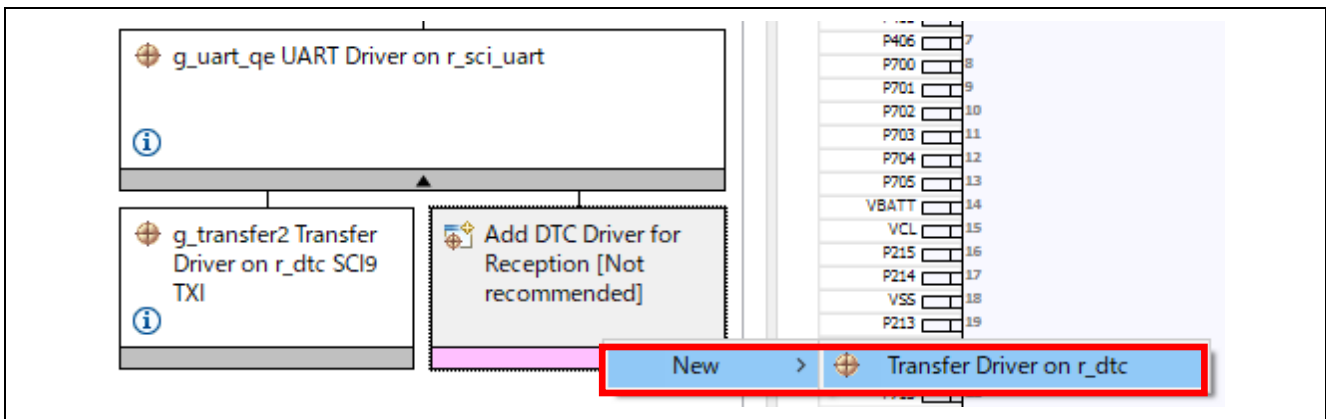 g_uart_qe UART Driver on r_sci_uart
g_transfer2 Transfer
Driver on r_dtc SCI9
TXI
Add DTC Driver for
Reception [Not
recommended]
P406 7
P700 8
P701 9
P702 10
P703 11
P704 12
P705 13
VBATT 14
VCL 15
P215 16
P214 17
VSS 18
P213 19
New > Transfer Driver on r_dtc